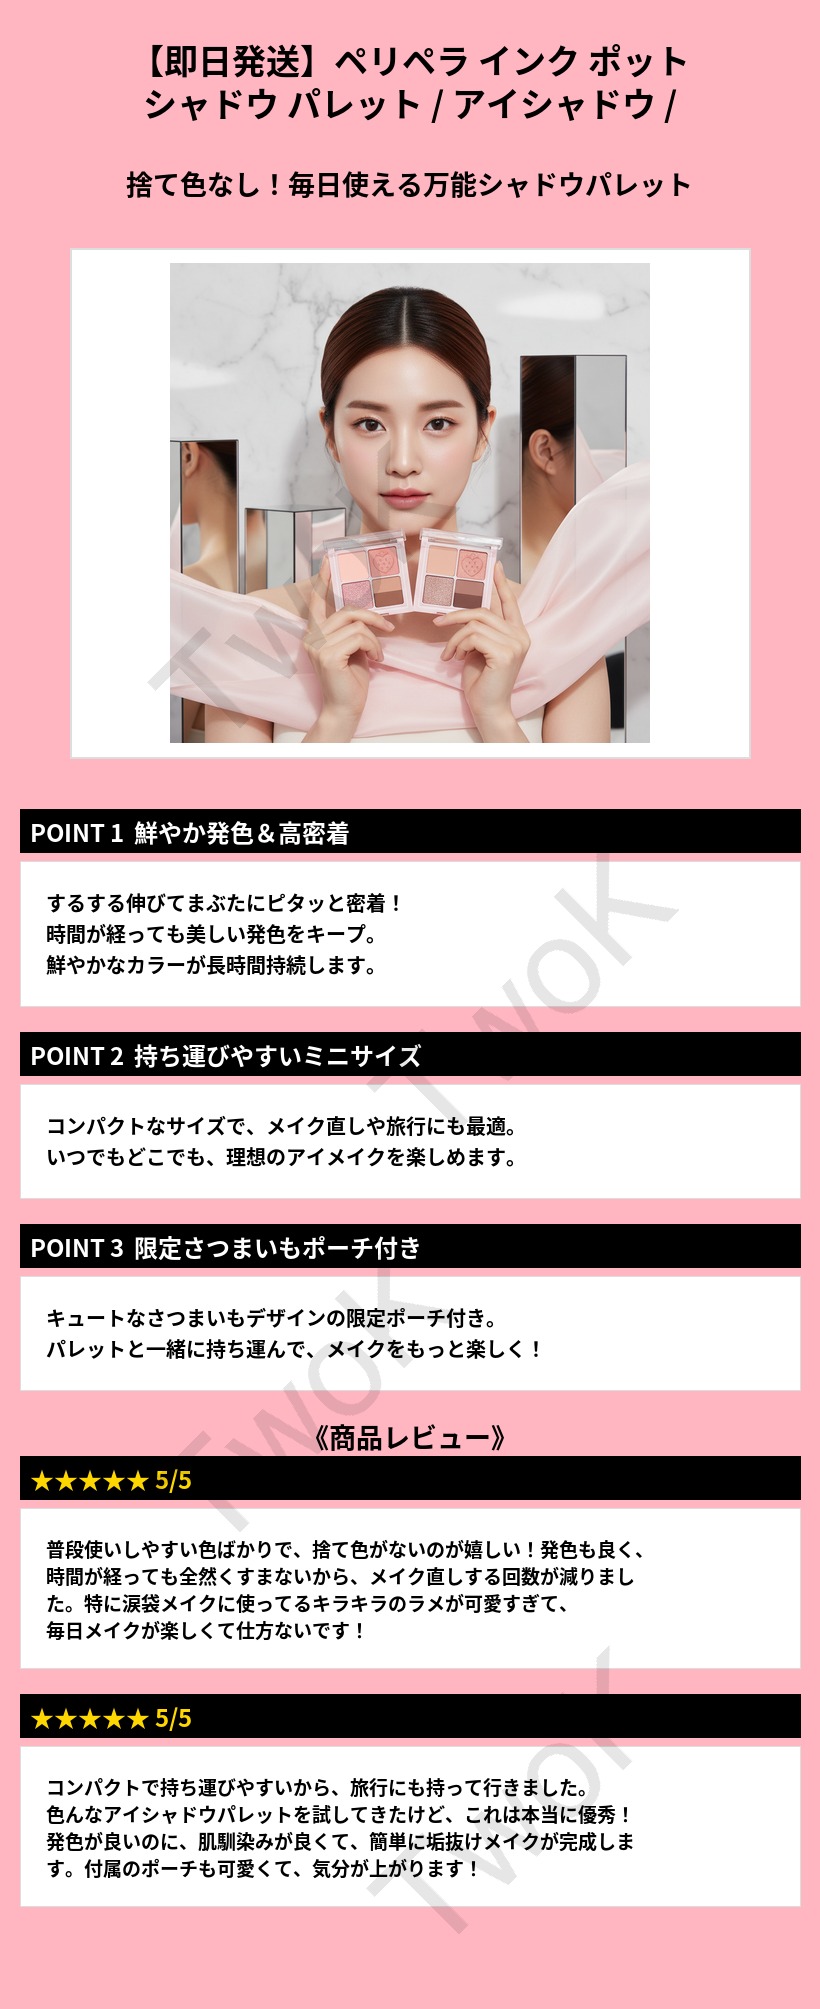 【即日発送】ペリペラ インク ポット
シャドウ パレット / アイシャドウ /
捨て色なし！毎日使える万能シャドウパレット
TwoK
POINT 1 鮮やか発色＆高密着
するする伸びてまぶたにピタッと密着！
時間が経っても美しい発色をキープ。
鮮やかなカラーが長時間持続します。
TwoK
POINT 2 持ち運びやすいミニサイズ
コンパクトなサイズで、メイク直しや旅行にも最適。
いつでもどこでも、理想のアイメイクを楽しめます。
POINT 3 限定さつまいもポーチ付き
キュートなさつまいもデザインの限定ポーチ付き。
パレットと一緒に持ち運んで、メイクをもっと楽しく！
TwoK
《商品レビュー》
★★★★★ 5/5
普段使いしやすい色ばかりで、捨て色がないのが嬉しい！発色も良く、
時間が経っても全然くすまないから、メイク直しする回数が減りまし
た。特に涙袋メイクに使ってるキラキラのラメが可愛すぎて、
毎日メイクが楽しくて仕方ないです！
★★★★★ 5/5
コンパクトで持ち運びやすいから、旅行にも持って行きました。
色んなアイシャドウパレットを試してきたけど、これは本当に優秀！
発色が良いのに、肌馴染みが良くて、簡単に垢抜けメイクが完成しま
す。付属のポーチも可愛くて、気分が上がります！
TwoK